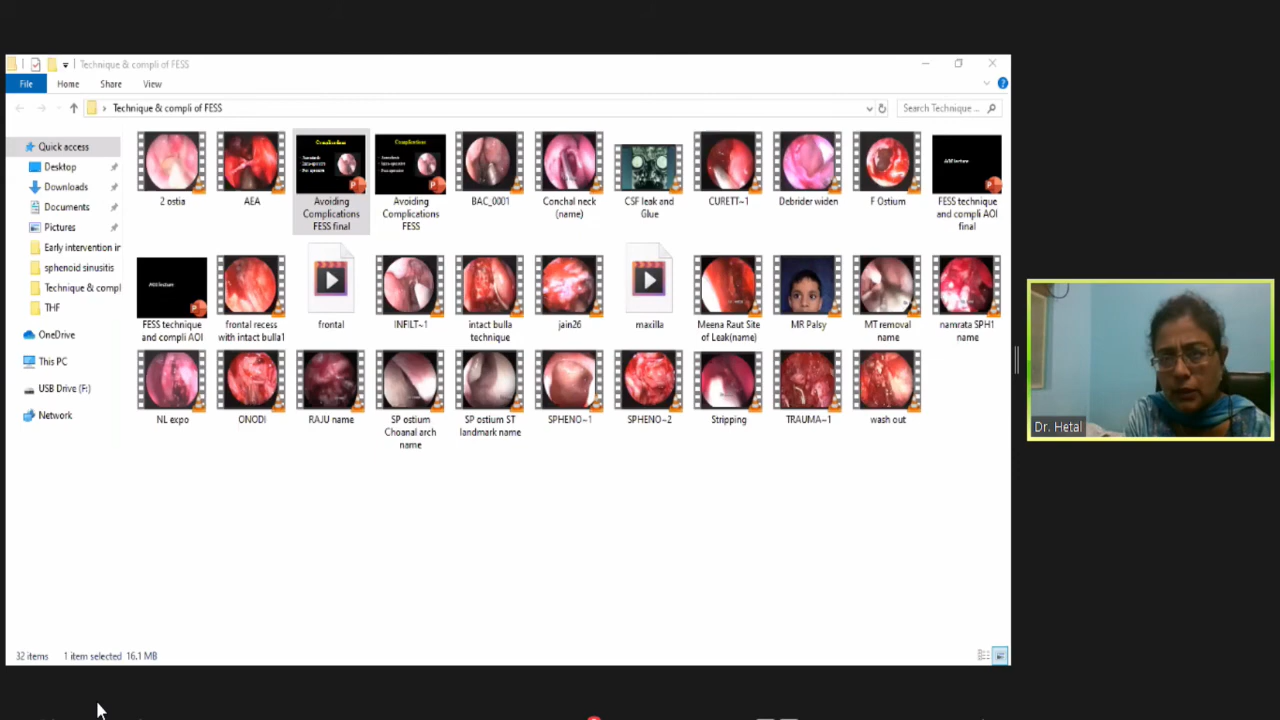 Technique & compli of FESS
File Home Share View
Technique & compli of FESS
Search Technique ...
Quick access
Desktop
Downloads
Documents
Pictures
Early intervention ir
sphenoid sinusitis
Technique & compl
THF
OneDrive
This PC
USB Drive (F:)
Network
2 ostia
AEA
Complications
Avoiding
Complications
FESS final
Complications
Avoiding
Complications
FESS
BAC_0001
Conchal neck
(name)
CSF leak and
Glue
CURETT~1
Debrider widen
F Ostium
AOI lecture
FESS technique
and compli AOI
final
AOI lecture
FESS technique
and compli AOI
frontal recess
with intact bulla1
frontal
INFILT~1
intact bulla
technique
jain26
maxilla
Meena Raut Site
of Leak(name)
MR Palsy
MT removal
name
namrata SPH1
name
NL expo
ONODI
RAJU name
SP ostium
Choanal arch
name
SP ostium ST
landmark name
SPHENO~1
SPHENO~2
Stripping
TRAUMA~1
wash out
32 items 1 item selected 16.1 MB
Dr. Hetal